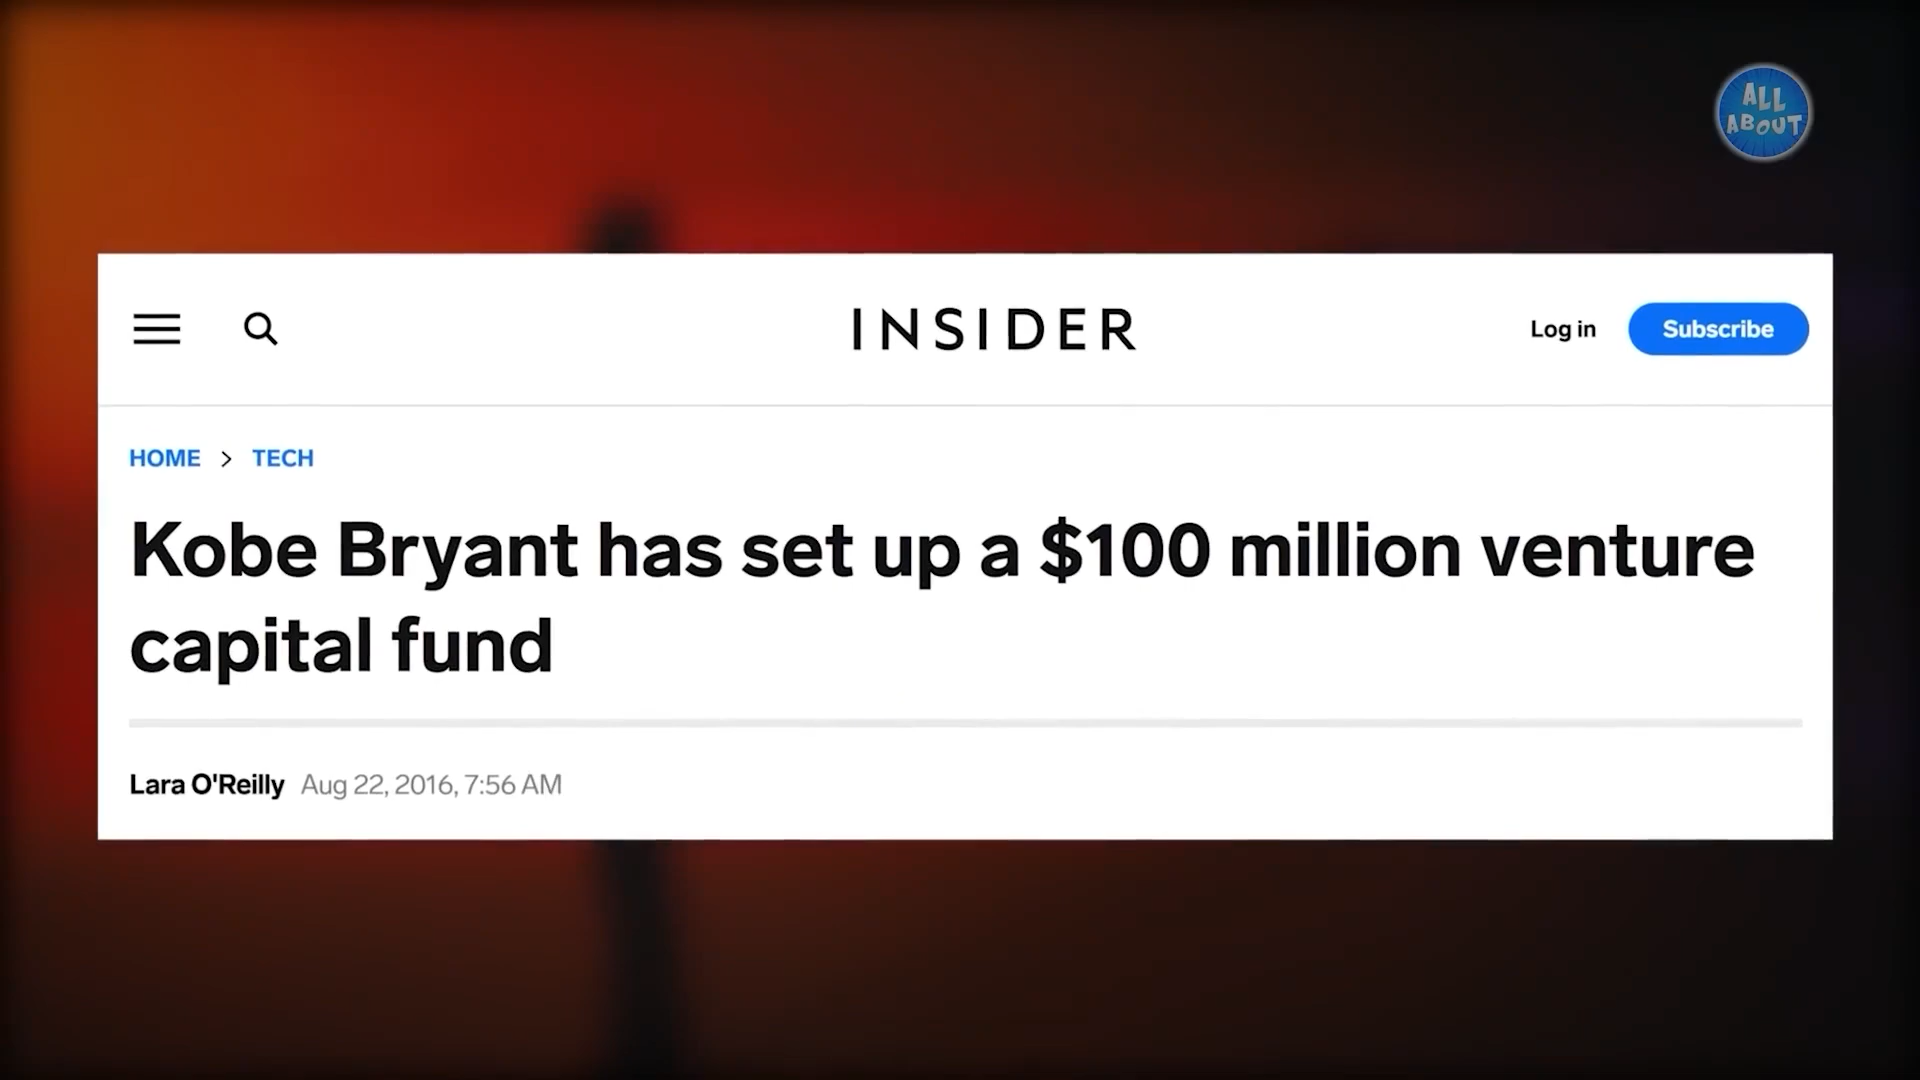 ALL
ABOUT
INSIDER
Log in
Subscribe
HOME > TECH
Kobe Bryant has set up a $100 million venture
capital fund
Lara O'Reilly Aug 22, 2016, 7:56 AM